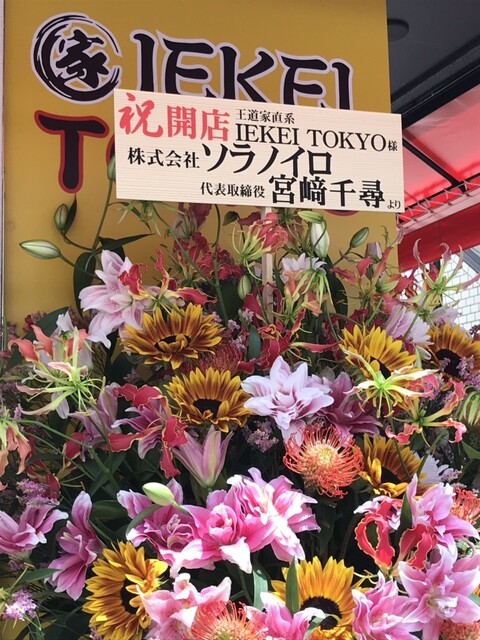 家 IEKEI
祝開店 王道家直系
IEKEI TOKYO様
株式会社 ソラノイロ
代表取締役 宮﨑千尋より